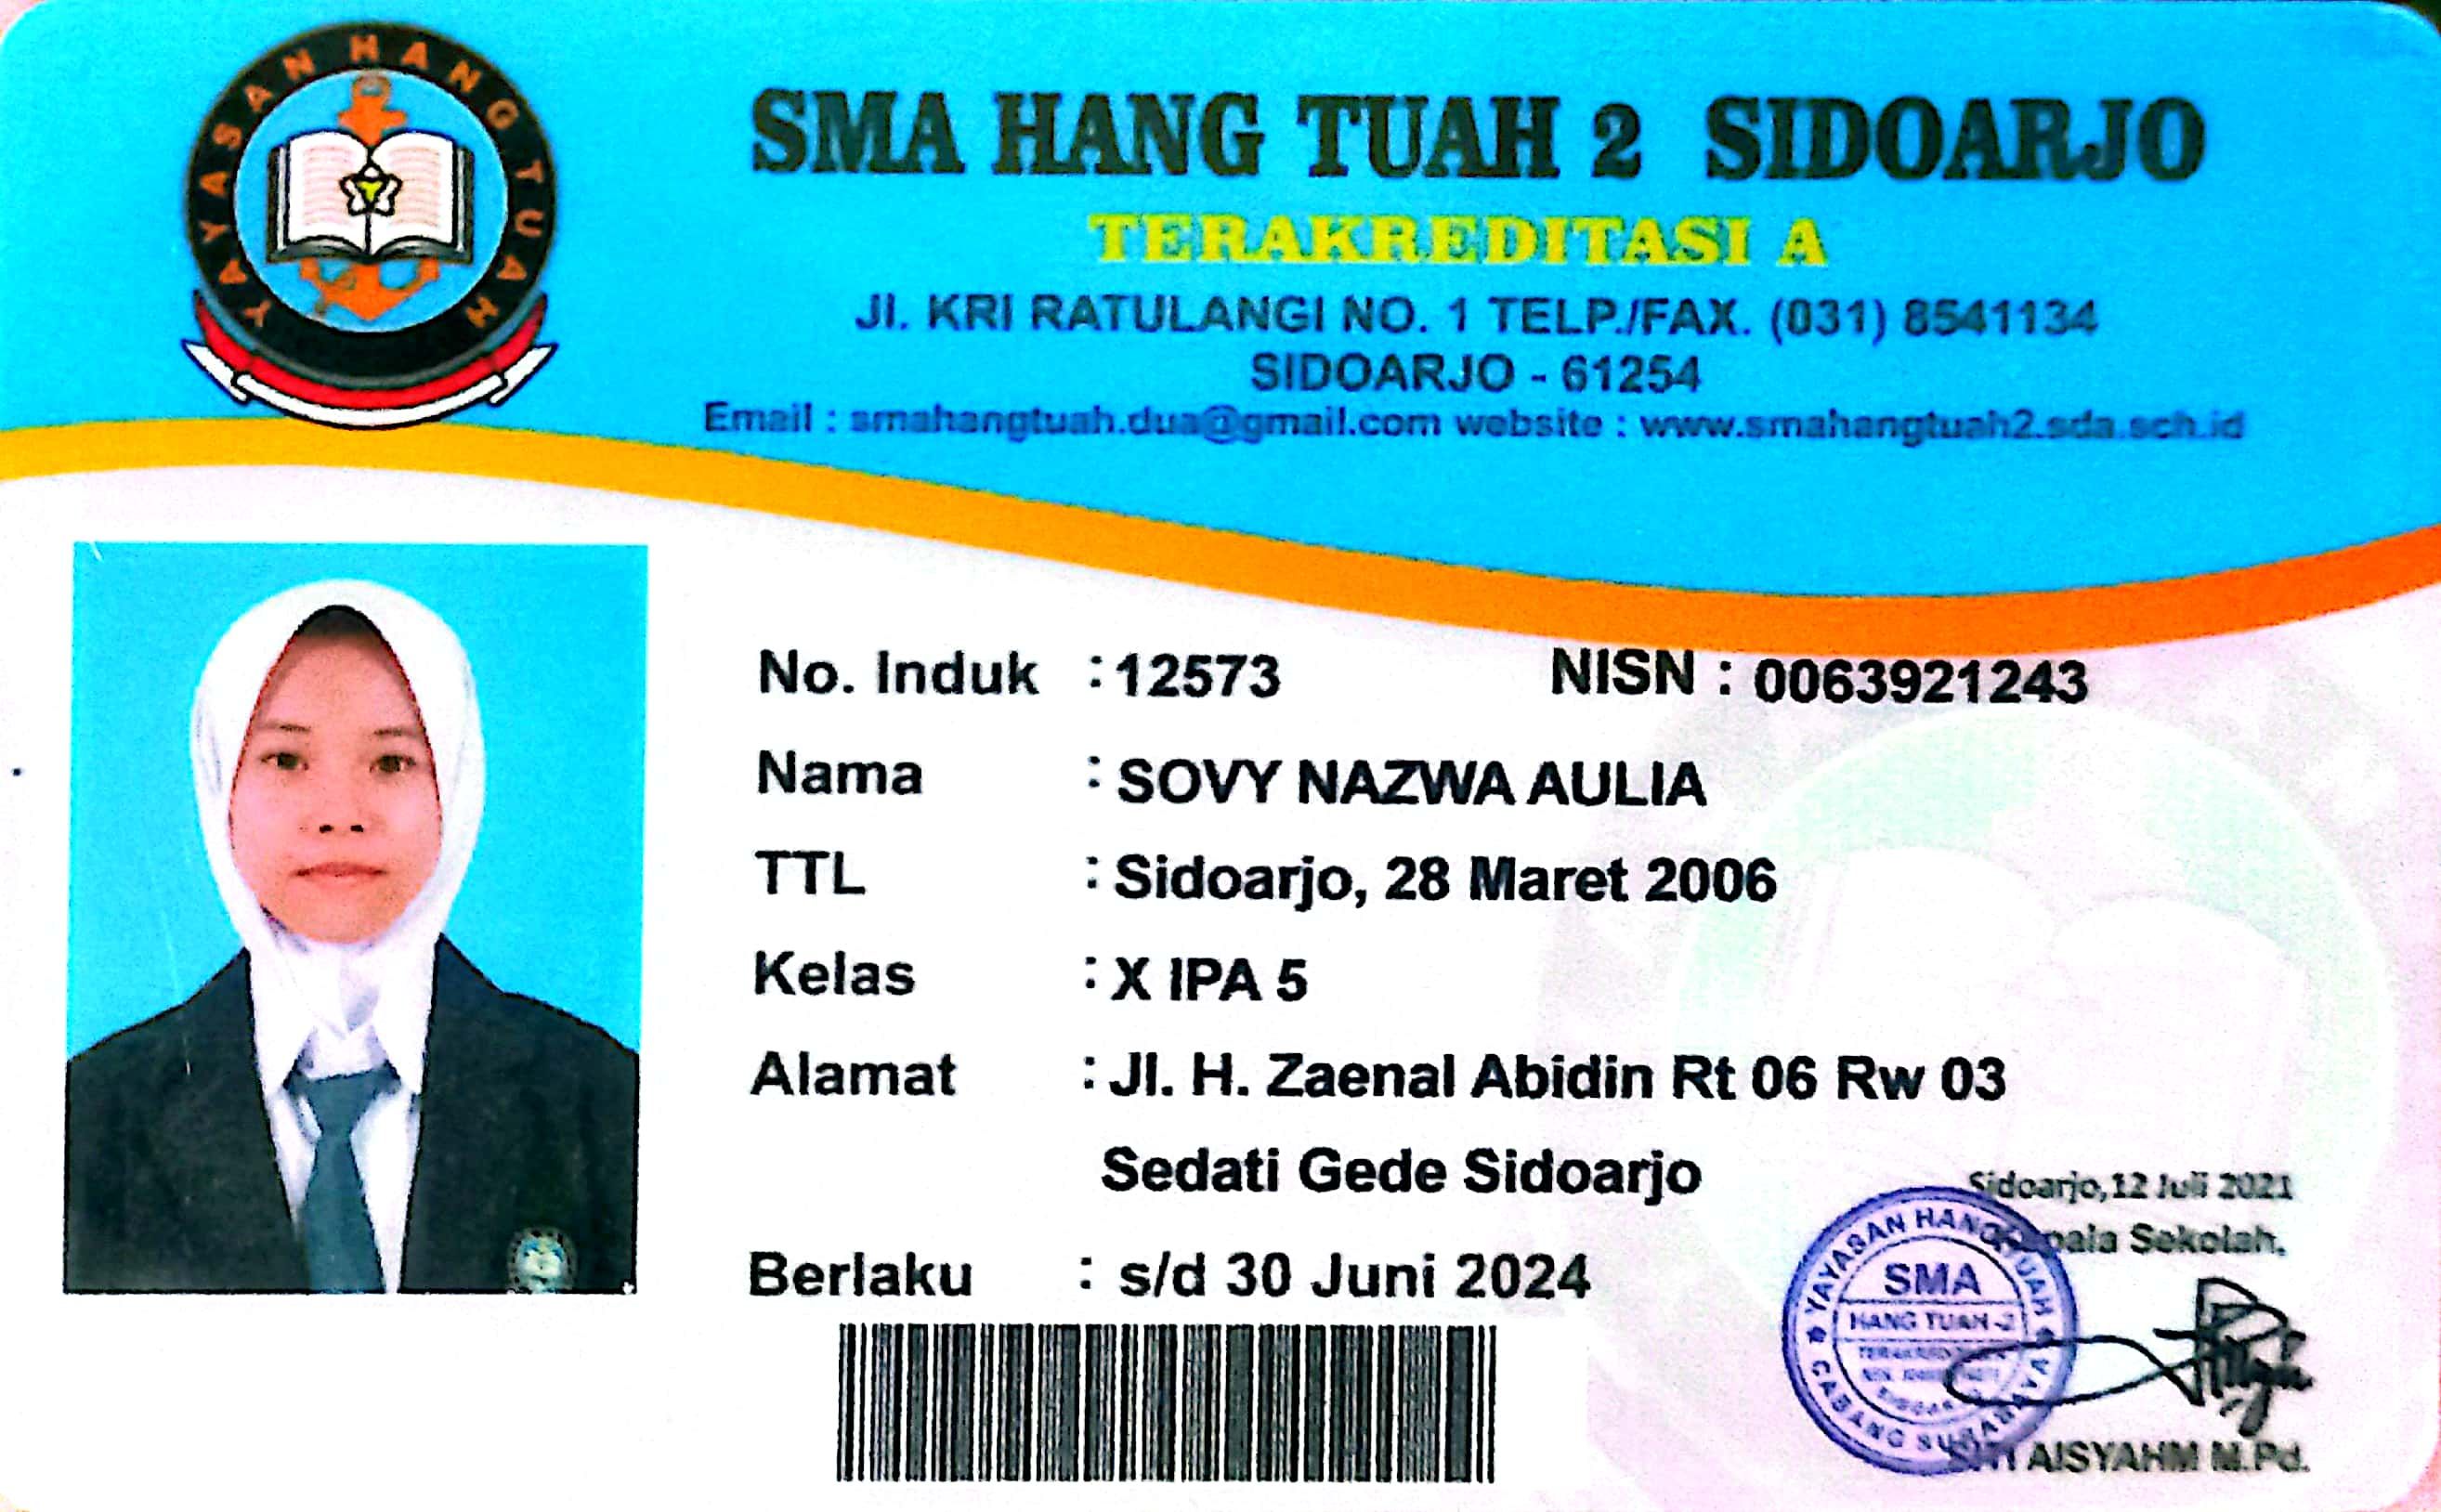 YAYASAN HANG TUAH
SMA HANG TUAH 2 SIDOARJO
TERAKREDITASI A
Jl. KRI RATULANGI NO. 1 TELP./FAX. (031) 8541134
SIDOARJO - 61254
Email : smahangtuah.dua@gmail.com website : www.smahangtuah2.sda.sch.id
No. Induk : 12573 NISN : 0063921243
Nama : SOVY NAZWA AULIA
TTL : Sidoarjo, 28 Maret 2006
Kelas : X IPA 5
Alamat : Jl. H. Zaenal Abidin Rt 06 Rw 03
Sedati Gede Sidoarjo
Berlaku : s/d 30 Juni 2024
Sidoarjo, 12 Juli 2021
Sekolah,
YAYASAN HANG TUAH
SMA
HANG TUAH -2
CABANG SURABAYA
AISYAHM M.Pd.